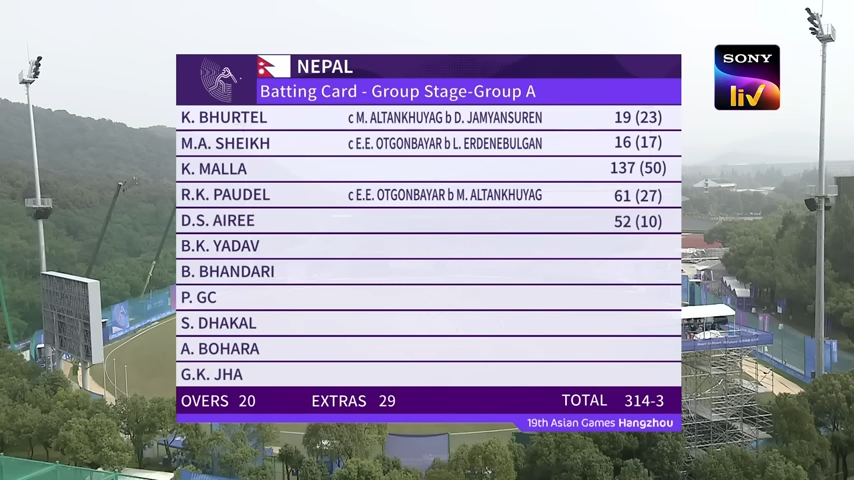 SONY
liv
NEPAL
Batting Card - Group Stage-Group A
K. BHURTEL c M. ALTANKHUYAG b D. JAMYANSUREN 19 (23)
M.A. SHEIKH c E.E. OTGONBAYAR b L. ERDENEBULGAN 16 (17)
K. MALLA 137 (50)
R.K. PAUDEL c E.E. OTGONBAYAR b M. ALTANKHUYAG 61 (27)
D.S. AIREE 52 (10)
B.K. YADAV
B. BHANDARI
P. GC
S. DHAKAL
A. BOHARA
G.K. JHA
OVERS 20 EXTRAS 29 TOTAL 314-3
19th Asian Games Hangzhou